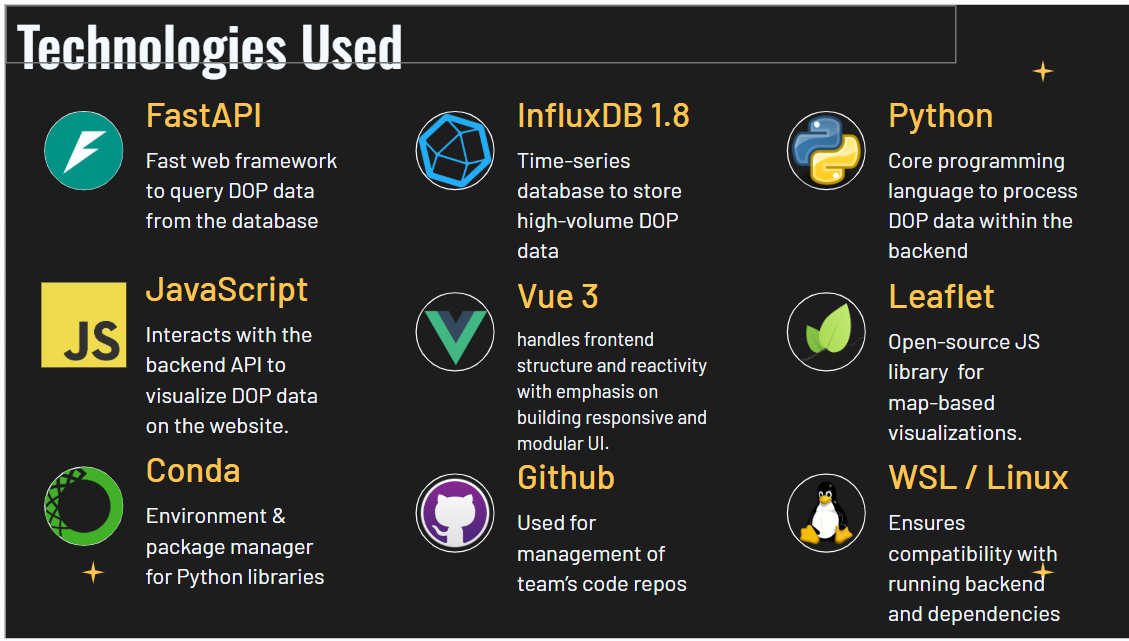 Technologies Used
FastAPI
Fast web framework
to query DOP data
from the database
InfluxDB 1.8
Time-series
database to store
high-volume DOP
data
Python
Core programming
language to process
DOP data within the
backend
JS
JavaScript
Interacts with the
backend API to
visualize DOP data
on the website.
Vue 3
handles frontend
structure and reactivity
with emphasis on
building responsive and
modular UI.
Leaflet
Open-source JS
library  for
map-based
visualizations.
Conda
Environment &
package manager
for Python libraries
Github
Used for
management of
team’s code repos
WSL / Linux
Ensures
compatibility with
running backend
and dependencies